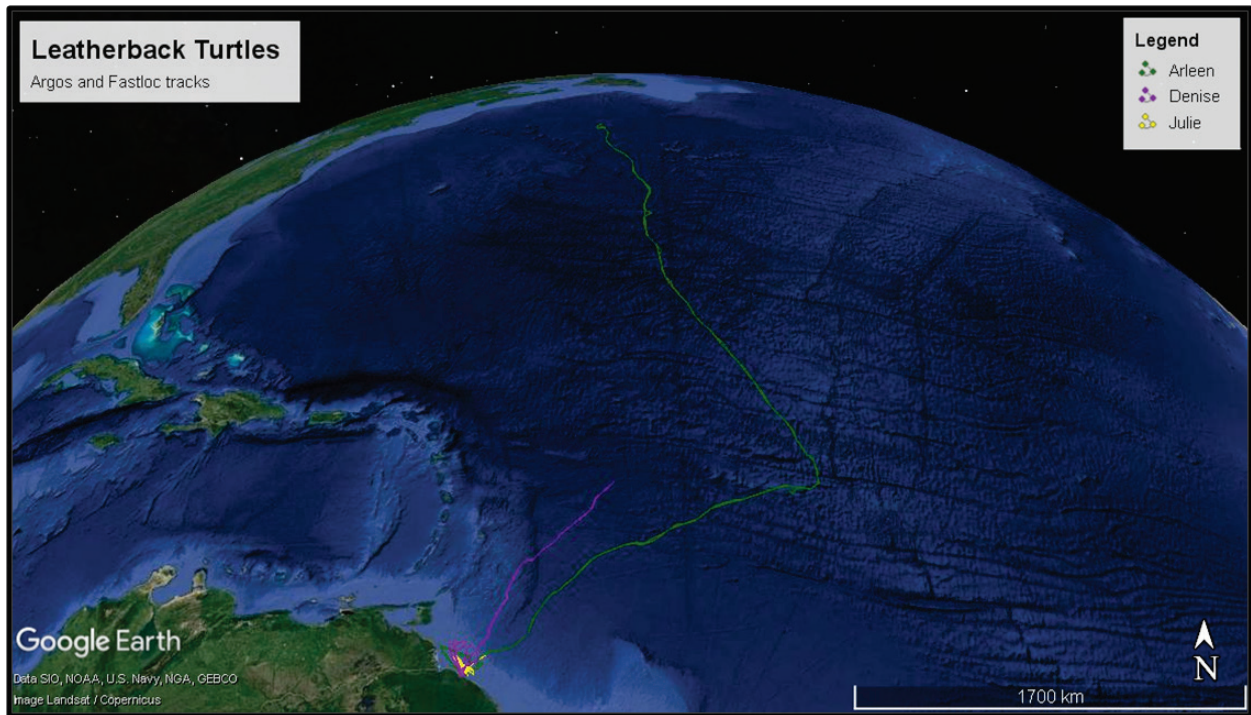 Leatherback Turtles
Argos and Fastloc tracks
Legend
Arleen
Denise
Julie
Google Earth
Data SIO, NOAA, U.S. Navy, NGA, GEBCO
Image Landsat / Copernicus
N
1700 km